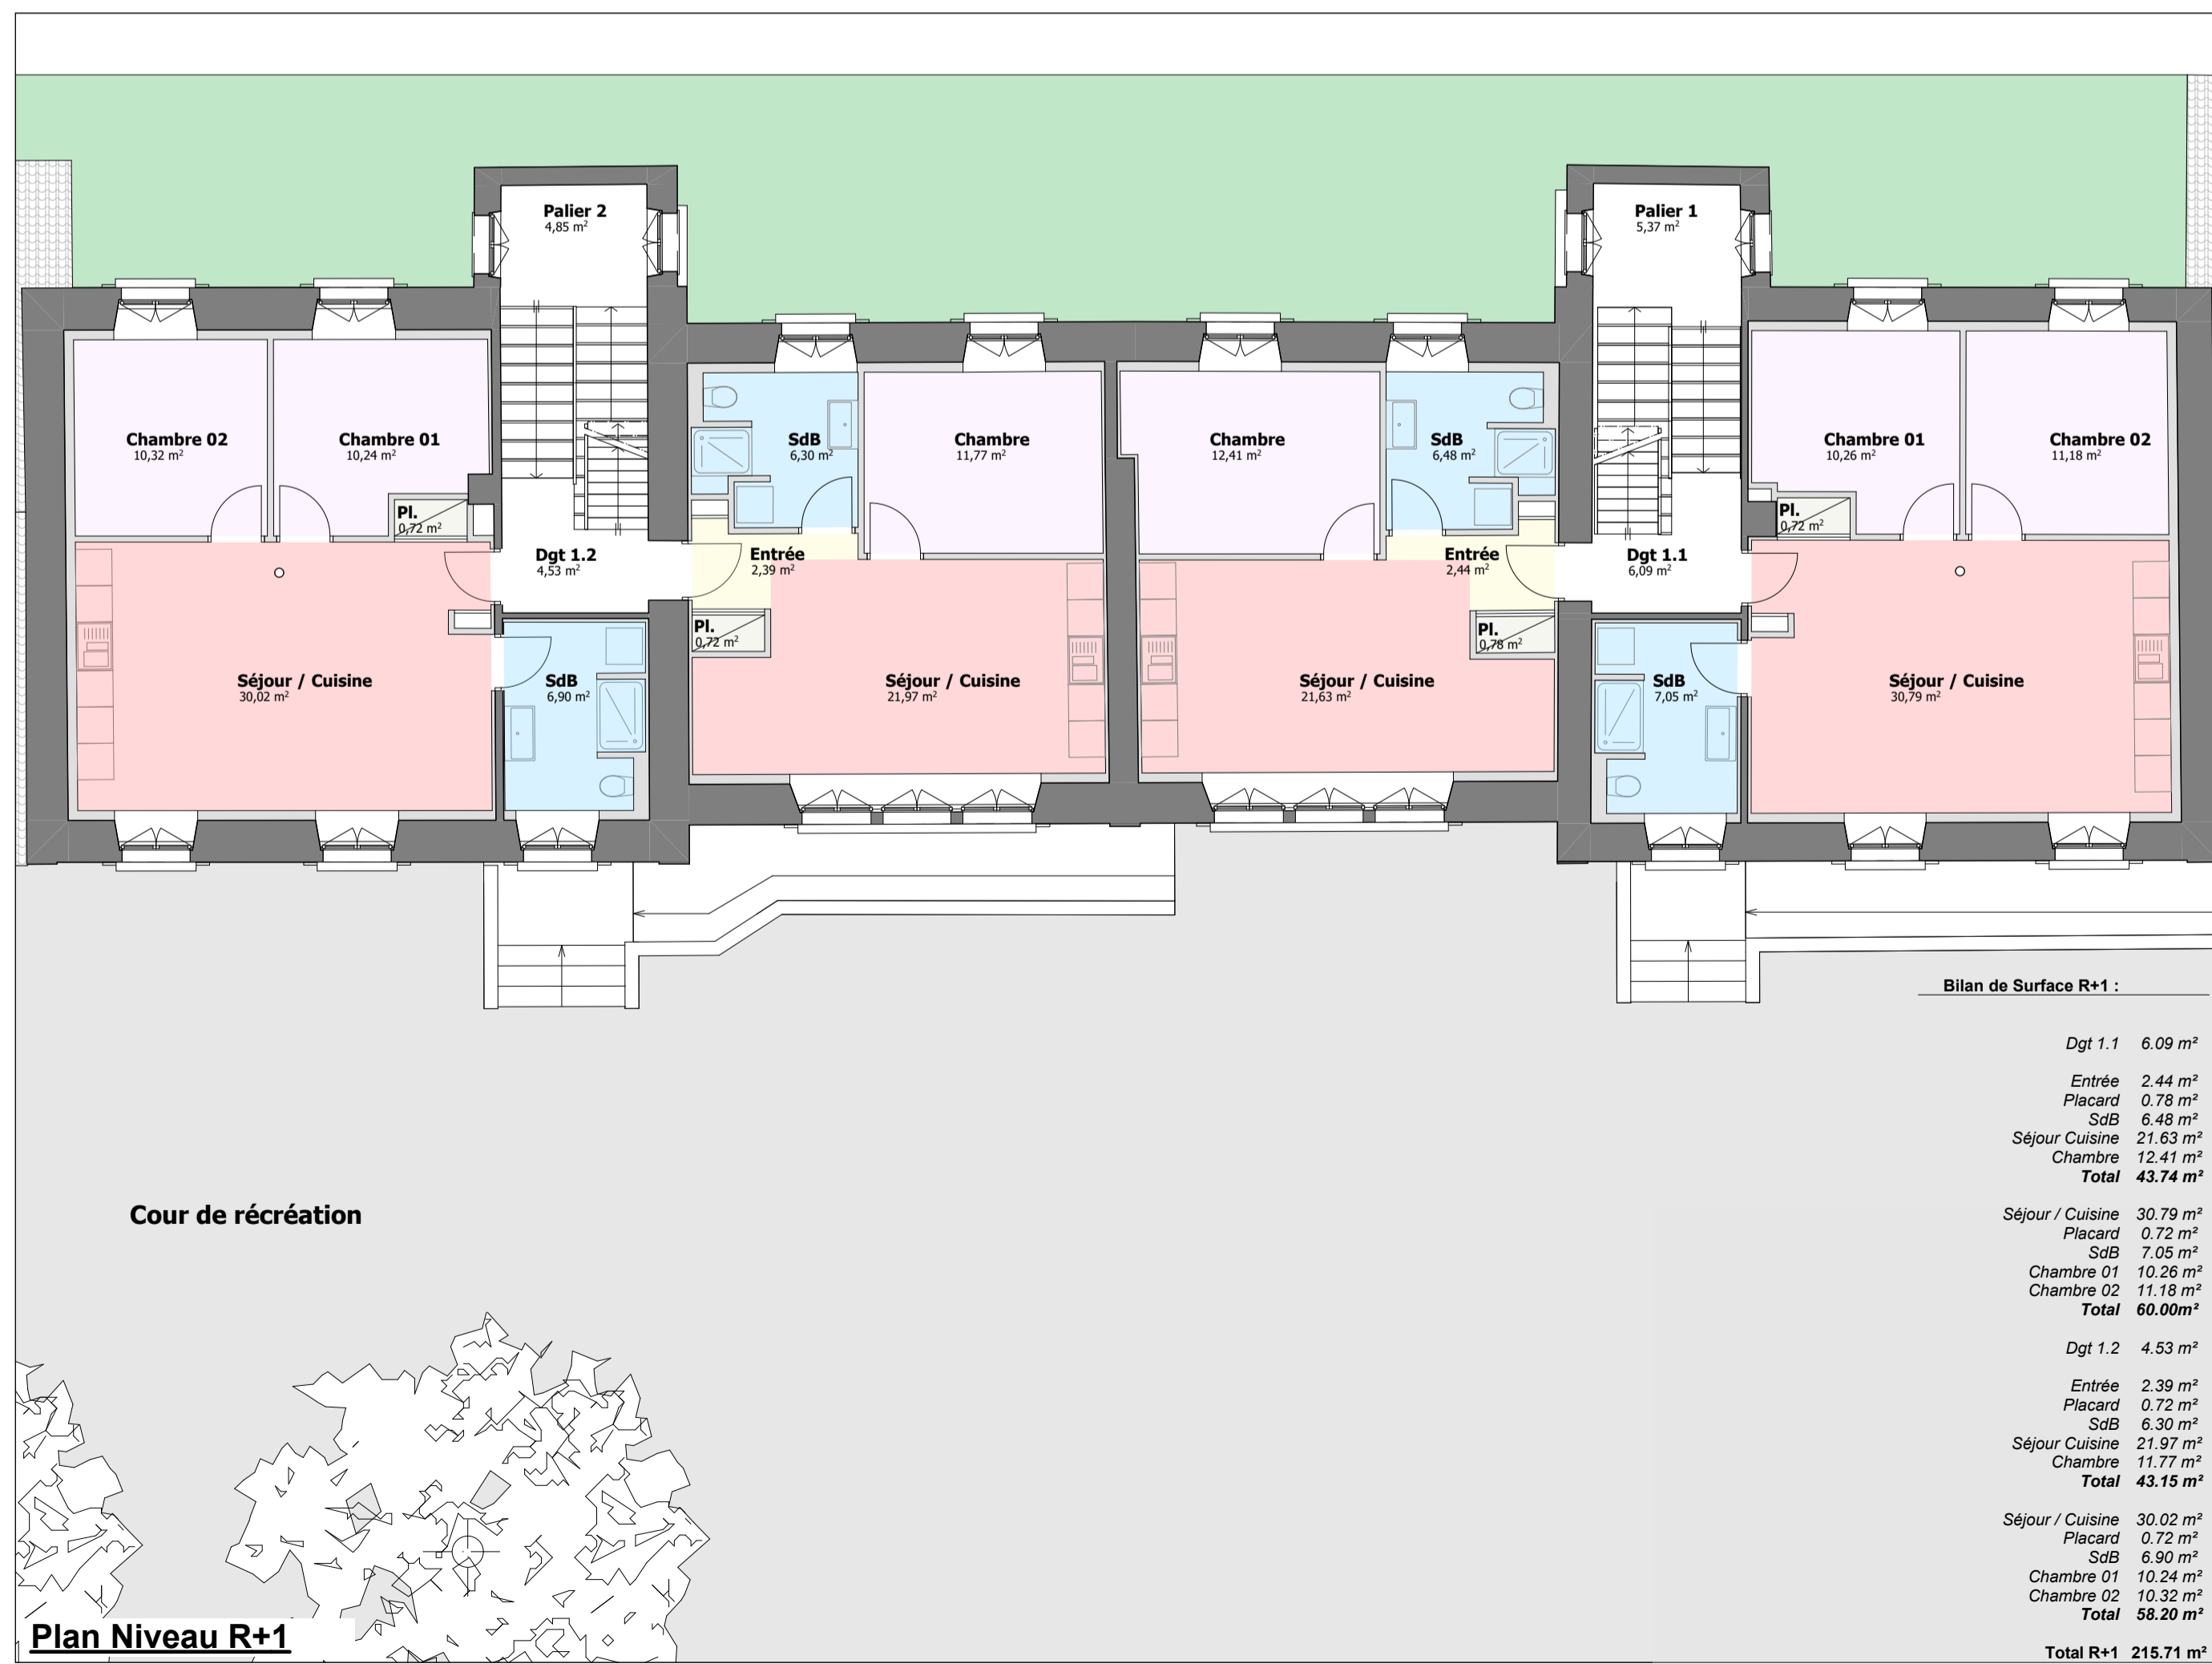 Palier 2
4,85 m²
Palier 1
5,37 m²
Chambre 02
10,32 m²
Chambre 01
10,24 m²
SdB
6,30 m²
Chambre
11,77 m²
Chambre
12,41 m²
SdB
6,48 m²
Chambre 01
10,26 m²
Chambre 02
11,18 m²
Pl.
0,72 m²
Pl.
0,72 m²
Dgt 1.2
4,53 m²
Entrée
2,39 m²
Entrée
2,44 m²
Dgt 1.1
6,09 m²
Pl.
0,72 m²
Pl.
0,78 m²
Séjour / Cuisine
30,02 m²
SdB
6,90 m²
Séjour / Cuisine
21,97 m²
Séjour / Cuisine
21,63 m²
SdB
7,05 m²
Séjour / Cuisine
30,79 m²
Bilan de Surface R+1 :
Dgt 1.1 6.09 m²
Entrée 2.44 m²
Placard 0.78 m²
SdB 6.48 m²
Séjour Cuisine 21.63 m²
Chambre 12.41 m²
Total 43.74 m²
Séjour / Cuisine 30.79 m²
Placard 0.72 m²
SdB 7.05 m²
Chambre 01 10.26 m²
Chambre 02 11.18 m²
Total 60.00m²
Dgt 1.2 4.53 m²
Entrée 2.39 m²
Placard 0.72 m²
SdB 6.30 m²
Séjour Cuisine 21.97 m²
Chambre 11.77 m²
Total 43.15 m²
Séjour / Cuisine 30.02 m²
Placard 0.72 m²
SdB 6.90 m²
Chambre 01 10.24 m²
Chambre 02 10.32 m²
Total 58.20 m²
Total R+1 215.71 m²
Cour de récréation
Plan Niveau R+1